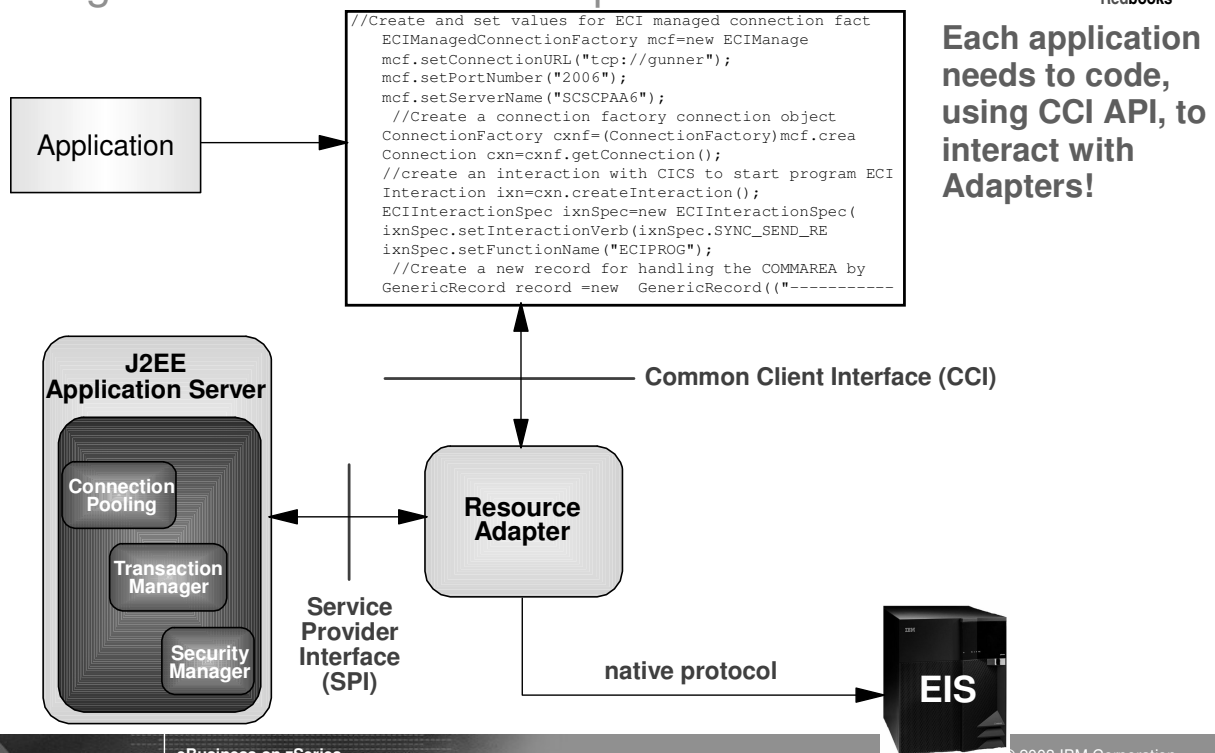 Redbooks
//Create and set values for ECI managed connection fact
ECIManagedConnectionFactory mcf=new ECIManage
mcf.setConnectionURL("tcp://gunner");
mcf.setPortNumber("2006");
mcf.setServerName("SCSCPAA6");
//Create a connection factory connection object
ConnectionFactory cxnf=(ConnectionFactory)mcf.crea
Connection cxn=cxnf.getConnection();
//create an interaction with CICS to start program ECI
Interaction ixn=cxn.createInteraction();
ECIInteractionSpec ixnSpec=new ECIInteractionSpec(
ixnSpec.setInteractionVerb(ixnSpec.SYNC_SEND_RE
ixnSpec.setFunctionName("ECIPROG");
//Create a new record for handling the COMMAREA by
GenericRecord record =new GenericRecord(("-----------
Each application
needs to code,
using CCI API, to
interact with
Adapters!
Application
J2EE
Application Server
Connection
Pooling
Transaction
Manager
Security
Manager
Common Client Interface (CCI)
Resource
Adapter
Service
Provider
Interface
(SPI)
native protocol
IBM
EIS
eBusiness on zSeries
IBM Corporation